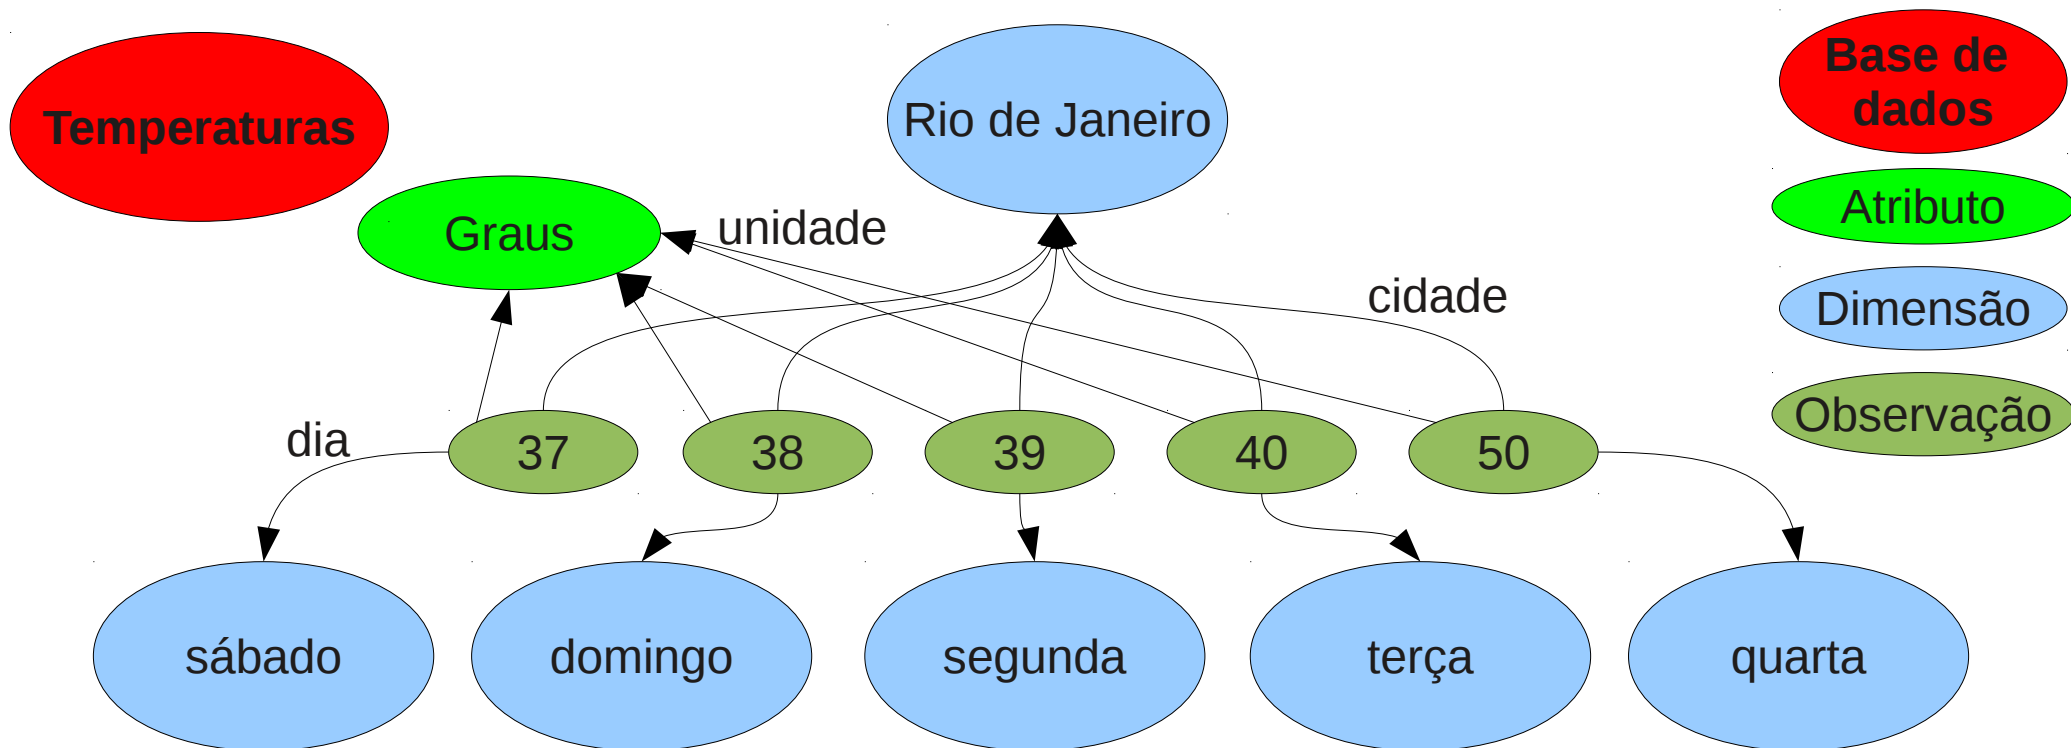 Temperaturas
Rio de Janeiro
Base de
dados
Graus
unidade
Atributo
cidade
Dimensão
dia
37
38
39
40
50
Observação
sábado
domingo
segunda
terça
quarta